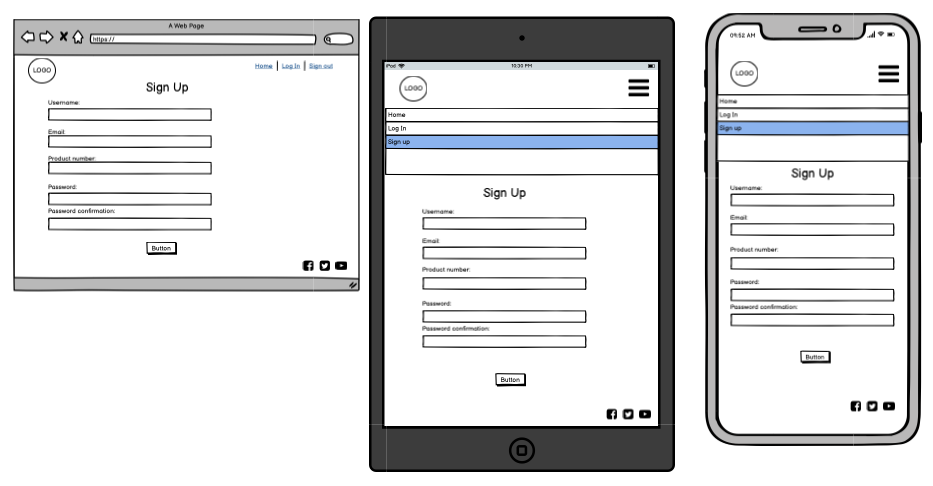 A Web Page
https://
LOGO
Home | Log In | Sign out
Sign Up
Username:
Email:
Product number:
Password:
Password confirmation:
Button
iPad 10:30 PM
LOGO
Home
Log In
Sign up
Sign Up
Username:
Email:
Product number:
Password:
Password confirmation:
Button
09:52 AM
LOGO
Home
Log In
Sign up
Sign Up
Username:
Email:
Product number:
Password:
Password confirmation:
Button